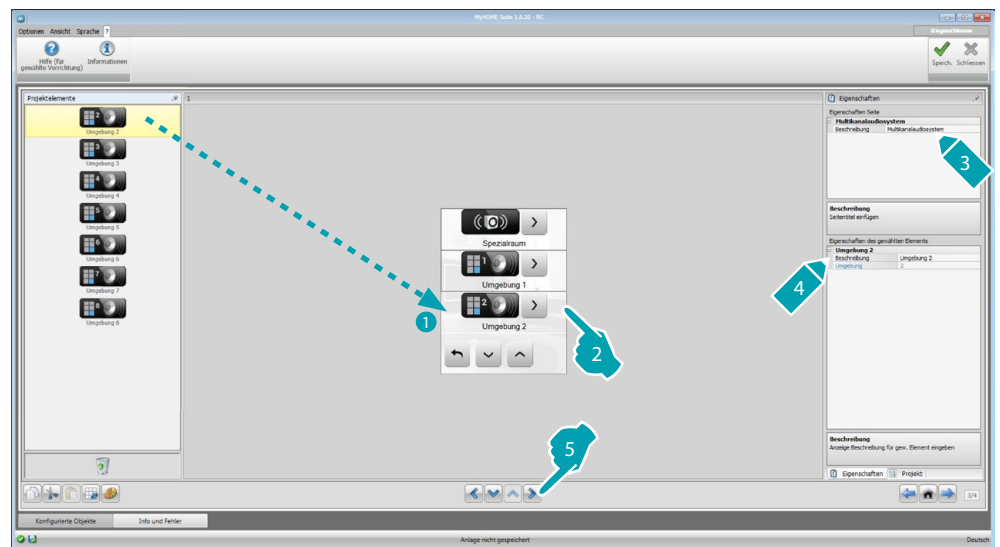 MyHOME Suite 1.0.30 - RC
Optionen Ansicht Sprache ?
Hilfe (für gewählte Vorrichtung)
Informationen
Speich. Schliessen
Projektelemente
1
Umgebung 2
Umgebung 3
Umgebung 4
Umgebung 5
Umgebung 6
Umgebung 7
Umgebung 8
Spezialraum
Umgebung 1
Umgebung 2
1
2
3
4
5
Eigenschaften
Eigenschaften Seite
Multikanalaudiosystem
Beschreibung Multikanalaudiosystem
Beschreibung
Seitentitel einfügen
Eigenschaften des gewählten Elements
Umgebung 2
Beschreibung Umgebung 2
Umgebung 2
Beschreibung
Anzeige Beschreibung für gew. Element eingeben
Eigenschaften Projekt
3/4
Konfigurierte Objekte Info und Fehler
Anlage nicht gespeichert
Deutsch